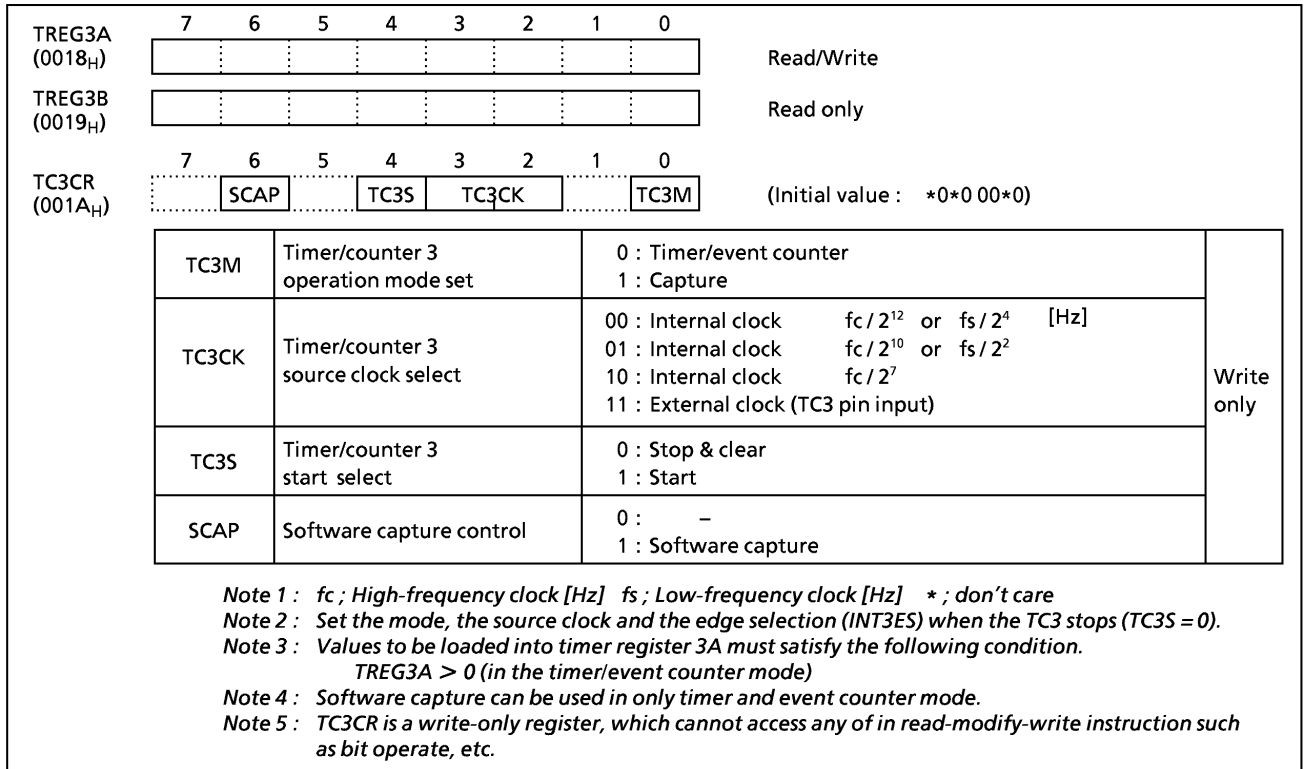 7 6 5 4 3 2 1 0
TREG3A
(0018H) Read/Write
TREG3B
(0019H) Read only
7 6 5 4 3 2 1 0
TC3CR
(001AH) SCAP TC3S TC3CK TC3M (Initial value : *0*0 00*0)
TC3M Timer/counter 3 operation mode set 0 : Timer/event counter
1 : Capture
TC3CK Timer/counter 3 source clock select 00 : Internal clock fc / 2¹² or fs / 2⁴ [Hz]
01 : Internal clock fc / 2¹⁰ or fs / 2²
10 : Internal clock fc / 2⁷
11 : External clock (TC3 pin input)
TC3S Timer/counter 3 start select 0 : Stop & clear
1 : Start
SCAP Software capture control 0 : –
1 : Software capture
Write only
Note 1 : fc ; High-frequency clock [Hz] fs ; Low-frequency clock [Hz] * ; don't care
Note 2 : Set the mode, the source clock and the edge selection (INT3ES) when the TC3 stops (TC3S = 0).
Note 3 : Values to be loaded into timer register 3A must satisfy the following condition.
TREG3A > 0 (in the timer/event counter mode)
Note 4 : Software capture can be used in only timer and event counter mode.
Note 5 : TC3CR is a write-only register, which cannot access any of in read-modify-write instruction such
as bit operate, etc.